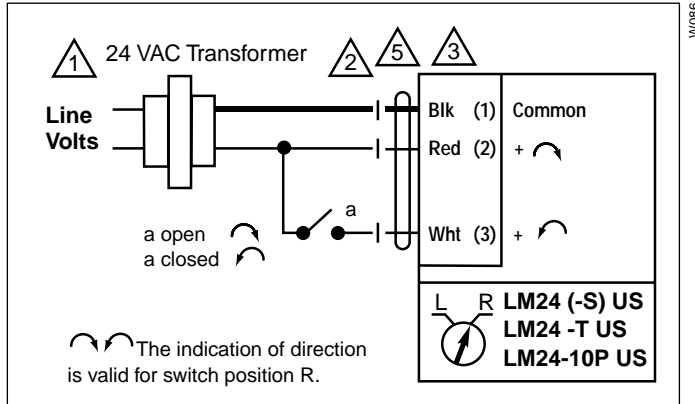 W086
1 24 VAC Transformer 2 5 3
Line
Volts
Blk (1) Common
Red (2) +
a
Wht (3) +
a open
a closed
L R LM24 (-S) US
LM24 -T US
LM24-10P US
The indication of direction
is valid for switch position R.